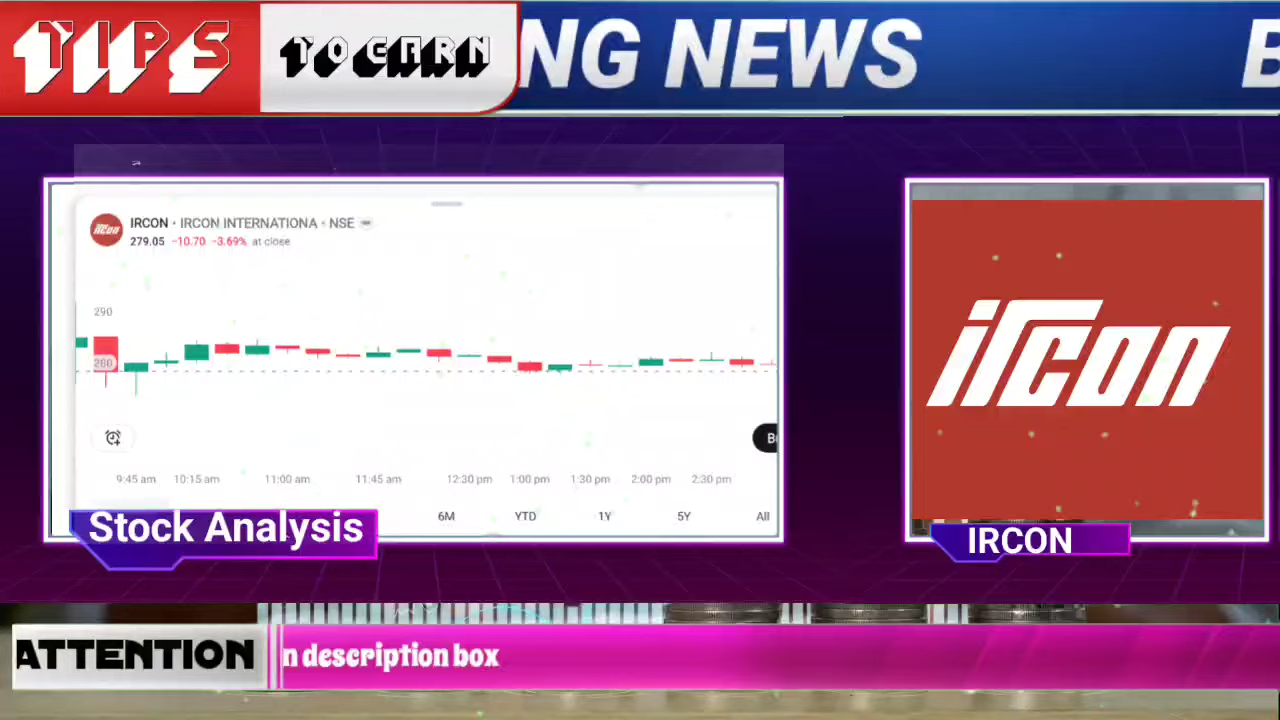 TIPS
TO EARN
NG NEWS
B
IRCON · IRCON INTERNATIONA · NSE
279.05 −10.70 −3.69% at close
290
280
9:45 am 10:15 am 11:00 am 11:45 am 12:30 pm 1:00 pm 1:30 pm 2:00 pm 2:30 pm
6M YTD 1Y 5Y All
Stock Analysis
ircon
IRCON
ATTENTION
n description box